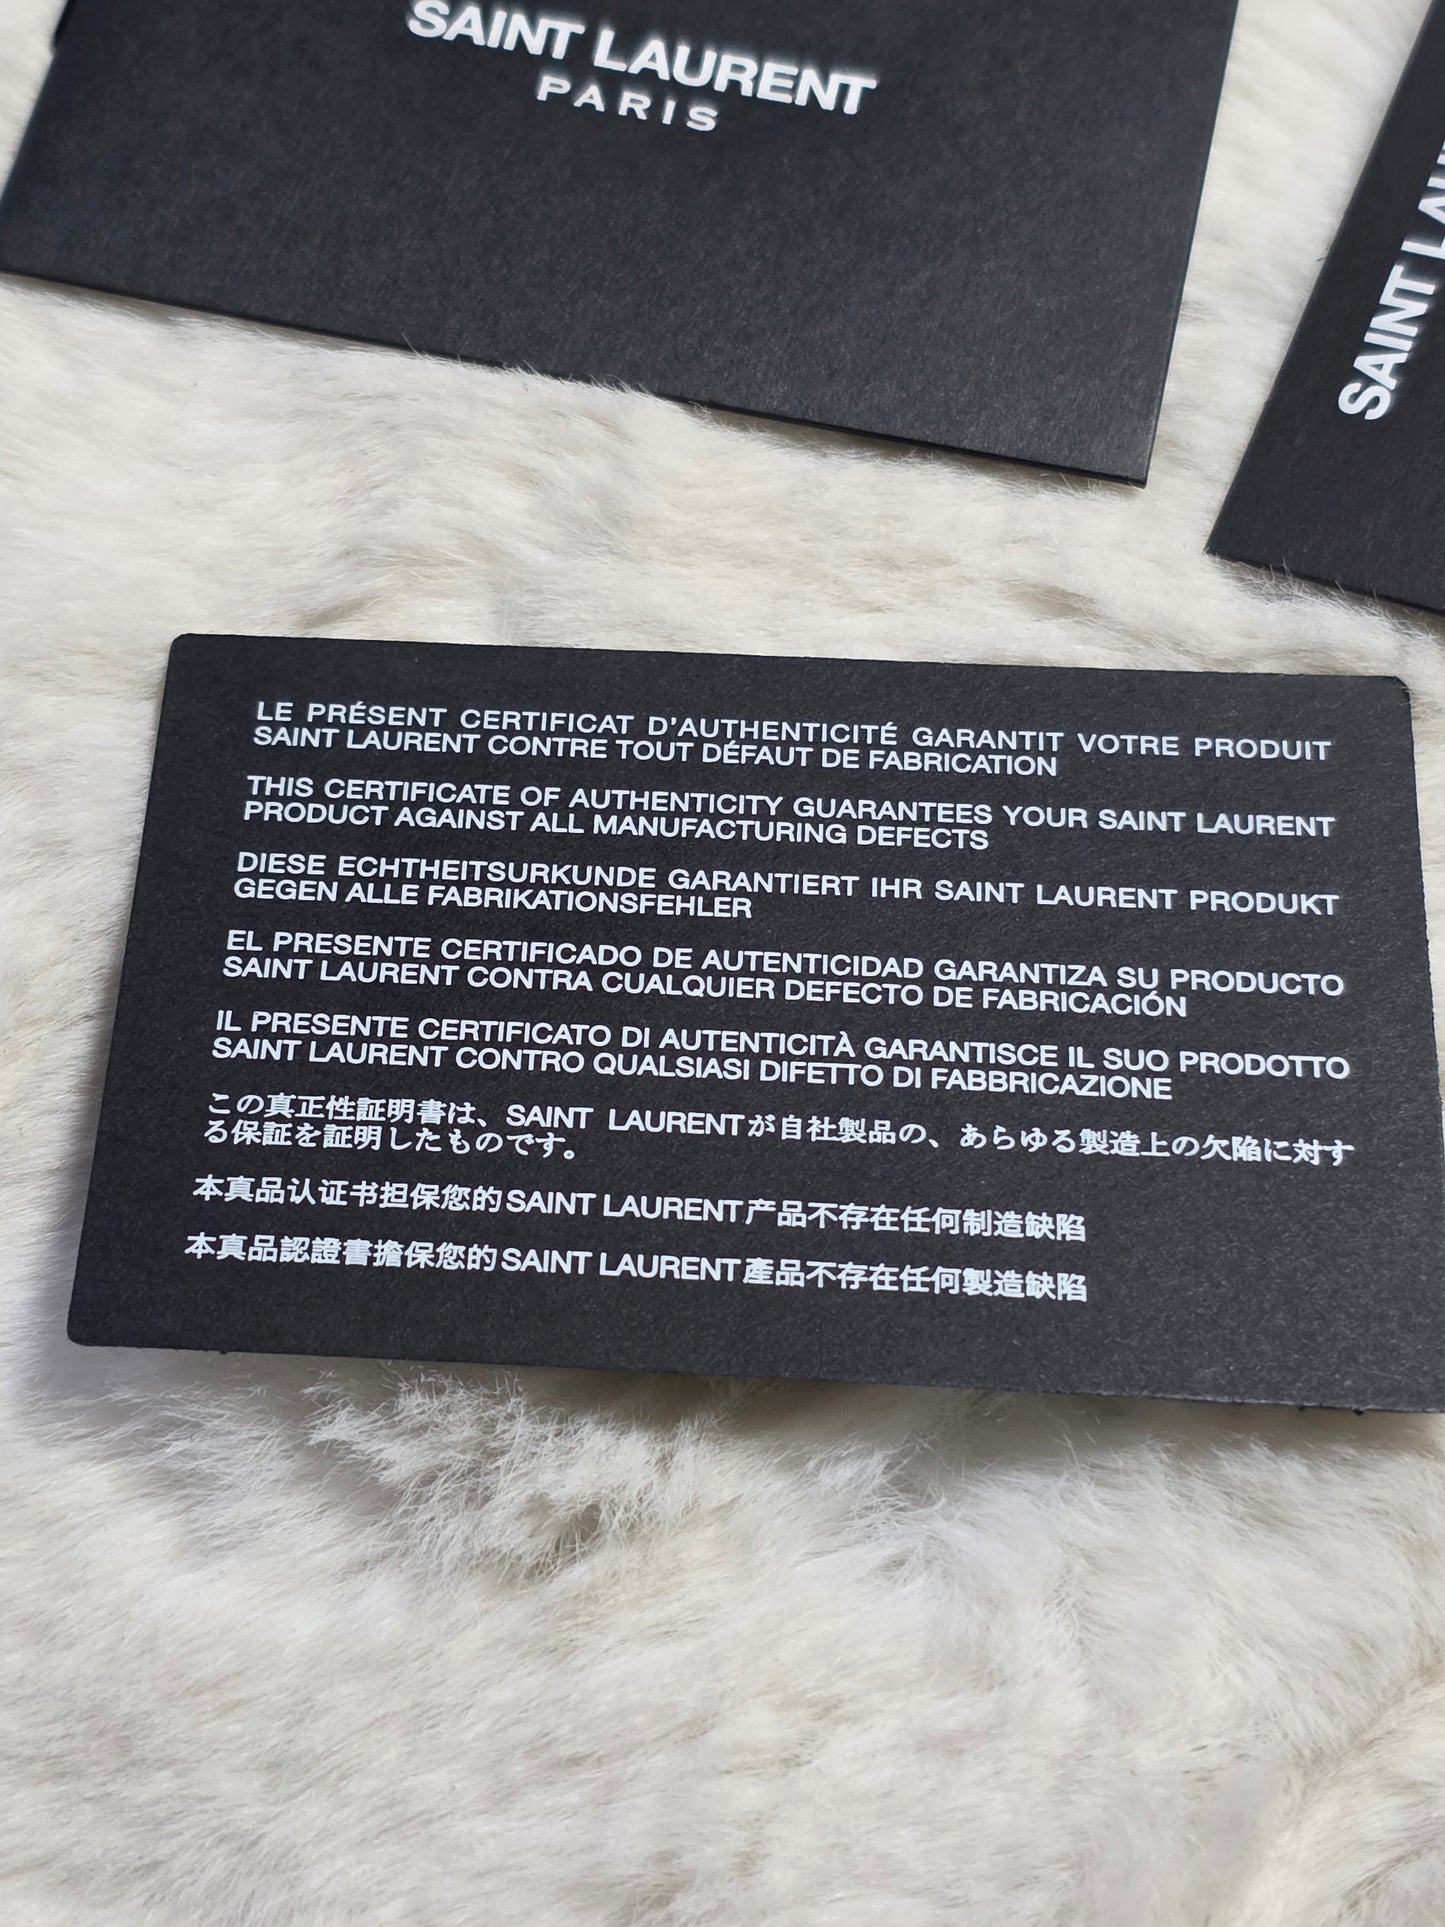 SAINT LAURENT
PARIS
SAINT
LE PRÉSENT CERTIFICAT D'AUTHENTICITÉ GARANTIT VOTRE PRODUIT
SAINT LAURENT CONTRE TOUT DÉFAUT DE FABRICATION
THIS CERTIFICATE OF AUTHENTICITY GUARANTEES YOUR SAINT LAURENT
PRODUCT AGAINST ALL MANUFACTURING DEFECTS
DIESE ECHTHEITSURKUNDE GARANTIERT IHR SAINT LAURENT PRODUKT
GEGEN ALLE FABRIKATIONSFEHLER
EL PRESENTE CERTIFICADO DE AUTENTICIDAD GARANTIZA SU PRODUCTO
SAINT LAURENT CONTRA CUALQUIER DEFECTO DE FABRICACIÓN
IL PRESENTE CERTIFICATO DI AUTENTICITÀ GARANTISCE IL SUO PRODOTTO
SAINT LAURENT CONTRO QUALSIASI DIFETTO DI FABBRICAZIONE
この真正性証明書は、SAINT LAURENTが自社製品の、あらゆる製造上の欠陥に対す
る保証を証明したものです。
本真品认证书担保您的SAINT LAURENT产品不存在任何制造缺陷
本真品認證書擔保您的SAINT LAURENT產品不存在任何製造缺陷